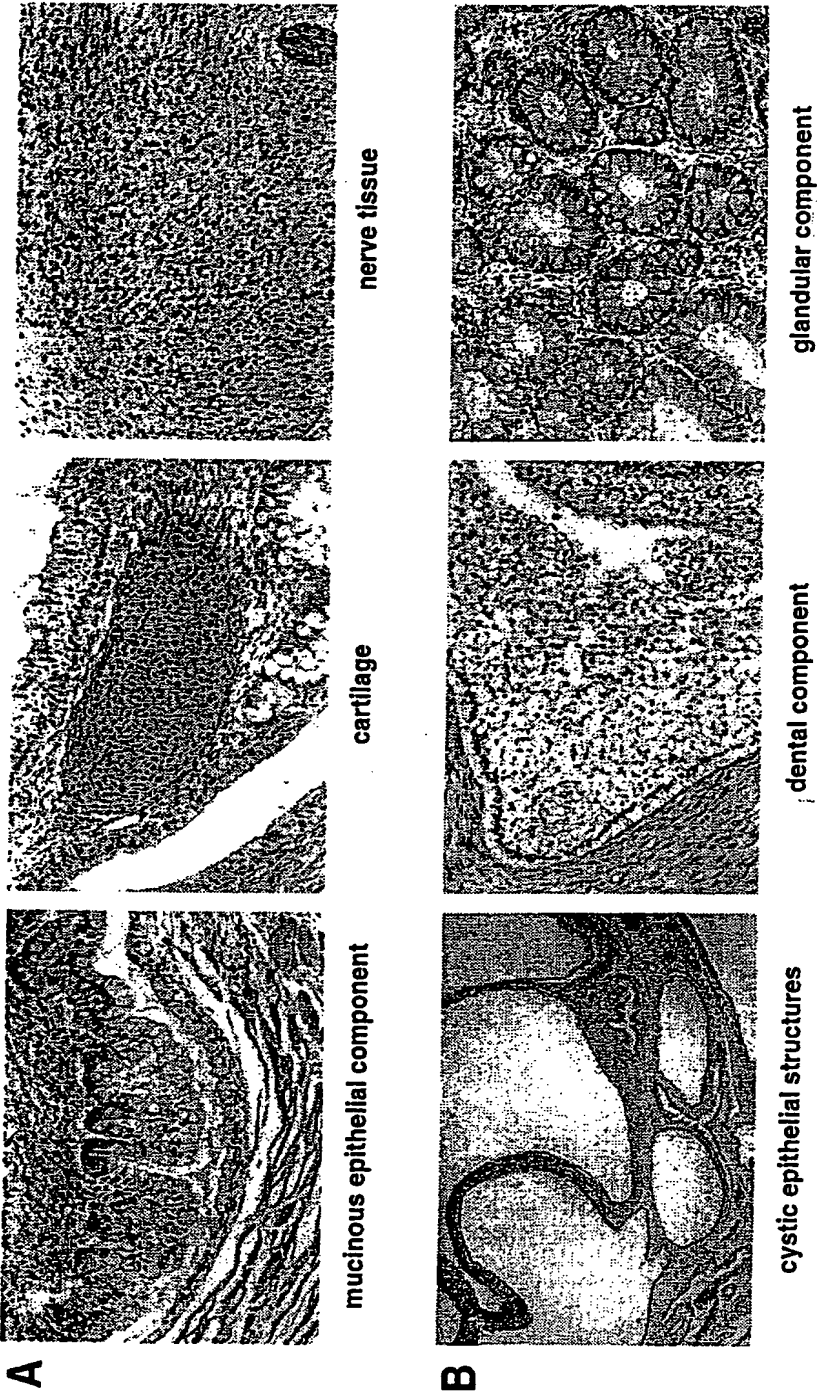 A
mucinous epithelial component
cartilage
nerve tissue
B
cystic epithelial structures
dental component
glandular component